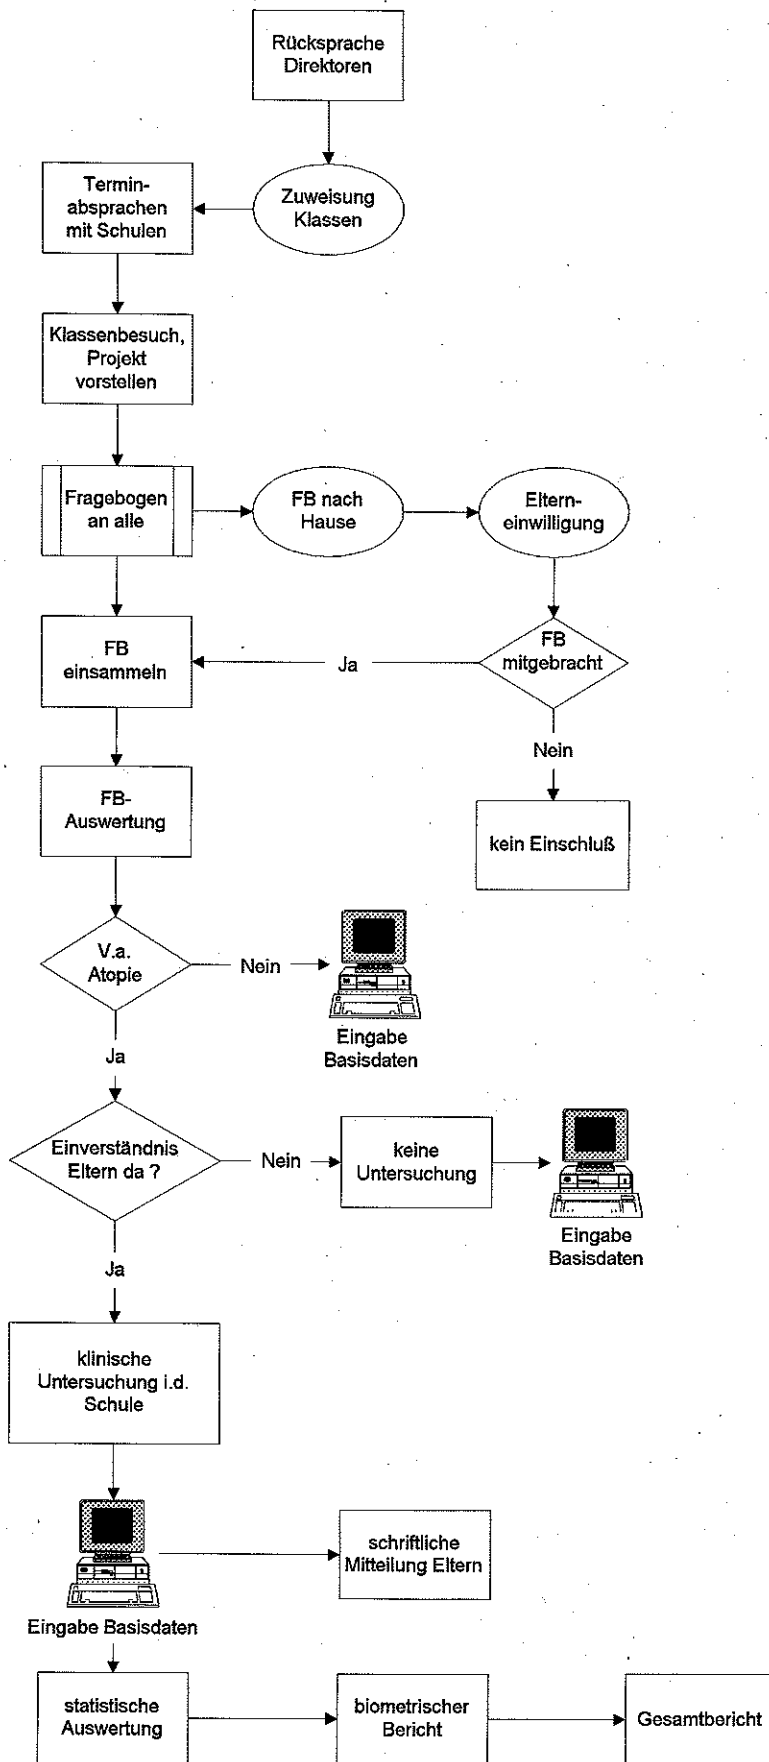 Rücksprache
Direktoren
Zuweisung
Klassen
Termin-
absprachen
mit Schulen
Klassenbesuch,
Projekt
vorstellen
Fragebogen
an alle
FB nach
Hause
Eltern-
einwilligung
FB
einsammeln
Ja
FB
mitgebracht
Nein
kein Einschluß
FB-
Auswertung
V.a.
Atopie
Nein
Eingabe
Basisdaten
Ja
Einverständnis
Eltern da ?
Nein
keine
Untersuchung
Eingabe
Basisdaten
Ja
klinische
Untersuchung i.d.
Schule
Eingabe Basisdaten
schriftliche
Mitteilung Eltern
statistische
Auswertung
biometrischer
Bericht
Gesamtbericht